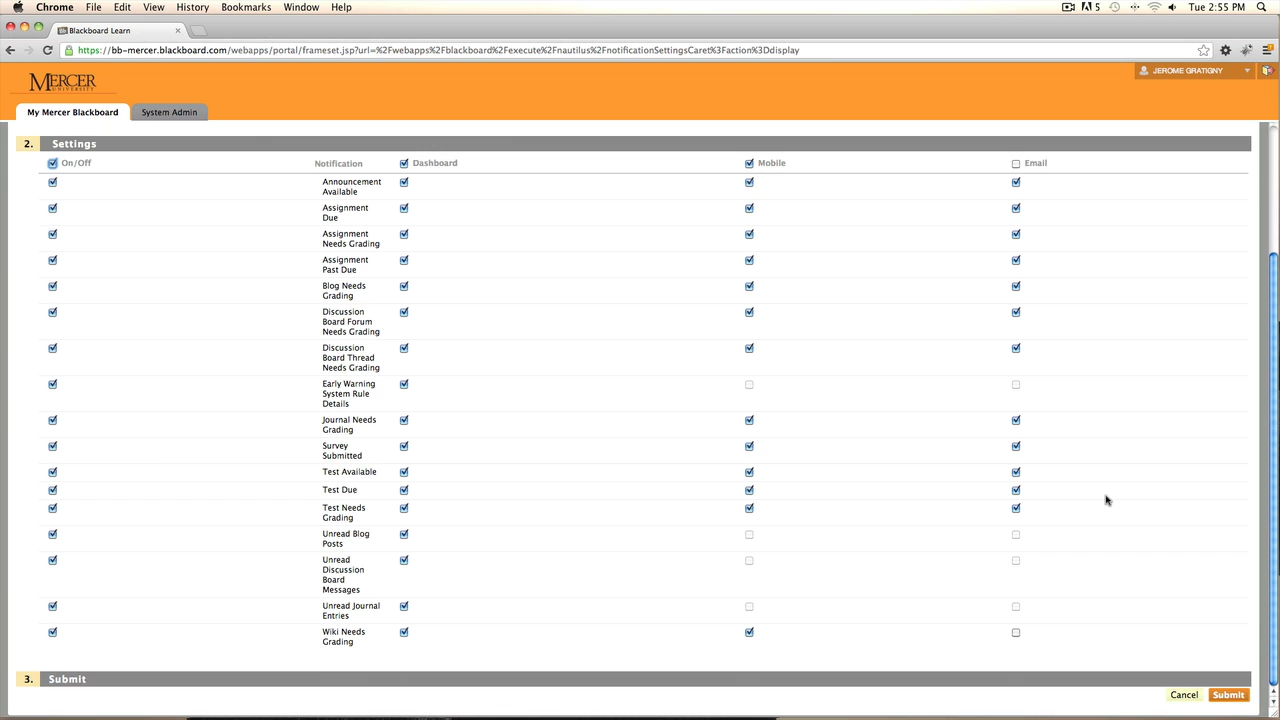 Chrome File Edit View History Bookmarks Window Help
5 Tue 2:55 PM
Blackboard Learn
https://bb-mercer.blackboard.com/webapps/portal/frameset.jsp?url=%2Fwebapps%2Fblackboard%2Fexecute%2Fnautilus%2FnotificationSettingsCaret%3Faction%3Ddisplay
MERCER
UNIVERSITY
JEROME GRATIGNY
My Mercer Blackboard System Admin
2. Settings
On/Off Notification Dashboard Mobile Email
Announcement
Available
Assignment
Due
Assignment
Needs Grading
Assignment
Past Due
Blog Needs
Grading
Discussion
Board Forum
Needs Grading
Discussion
Board Thread
Needs Grading
Early Warning
System Rule
Details
Journal Needs
Grading
Survey
Submitted
Test Available
Test Due
Test Needs
Grading
Unread Blog
Posts
Unread
Discussion
Board
Messages
Unread Journal
Entries
Wiki Needs
Grading
3. Submit
Cancel Submit